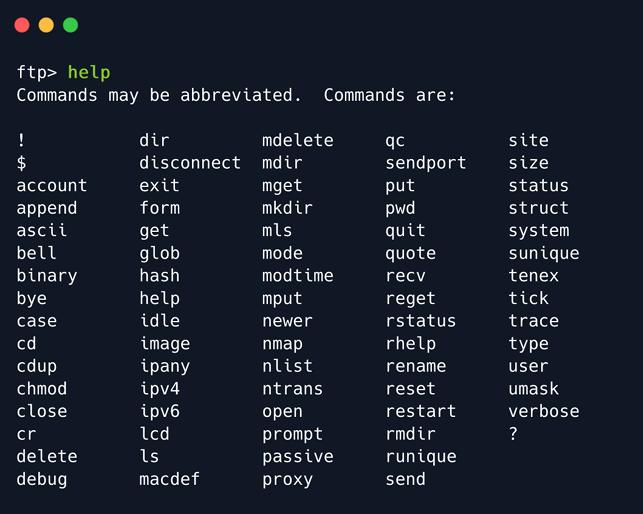 ftp> help
Commands may be abbreviated.  Commands are:
!           dir         mdelete     qc          site
$           disconnect  mdir        sendport    size
account     exit        mget        put         status
append      form        mkdir       pwd         struct
ascii       get         mls         quit        system
bell        glob        mode        quote       sunique
binary      hash        modtime     recv        tenex
bye         help        mput        reget       tick
case        idle        newer       rstatus     trace
cd          image       nmap        rhelp       type
cdup        ipany       nlist       rename      user
chmod       ipv4        ntrans      reset       umask
close       ipv6        open        restart     verbose
cr          lcd         prompt      rmdir       ?
delete      ls          passive     runique
debug       macdef      proxy       send